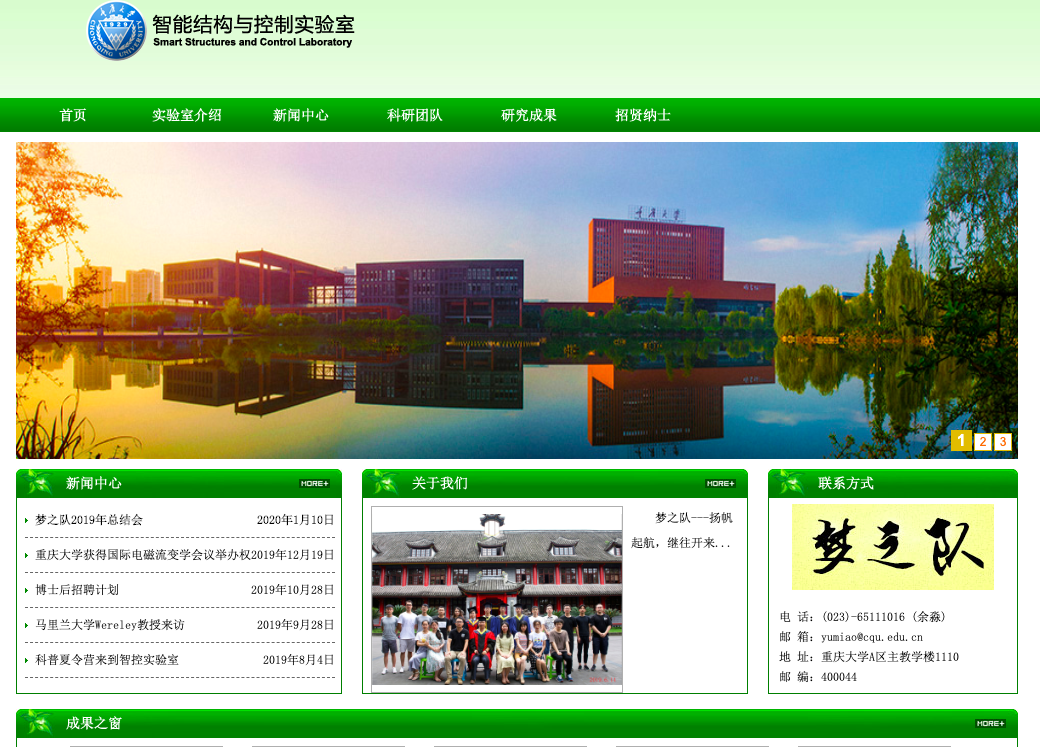 智能结构与控制实验室
Smart Structures and Control Laboratory
首页 实验室介绍 新闻中心 科研团队 研究成果 招贤纳士
重庆大学
1 2 3
新闻中心 MORE+
梦之队2019年总结会 2020年1月10日
重庆大学获得国际电磁流变学会议举办权2019年12月19日
博士后招聘计划 2019年10月28日
马里兰大学Wereley教授来访 2019年9月28日
科普夏令营来到智控实验室 2019年8月4日
关于我们 MORE+
梦之队---扬帆
起航，继往开来...
联系方式
梦之队
电 话：(023)-65111016 (余淼)
邮 箱：yumiao@cqu.edu.cn
地 址：重庆大学A区主教学楼1110
邮 编：400044
成果之窗 MORE+